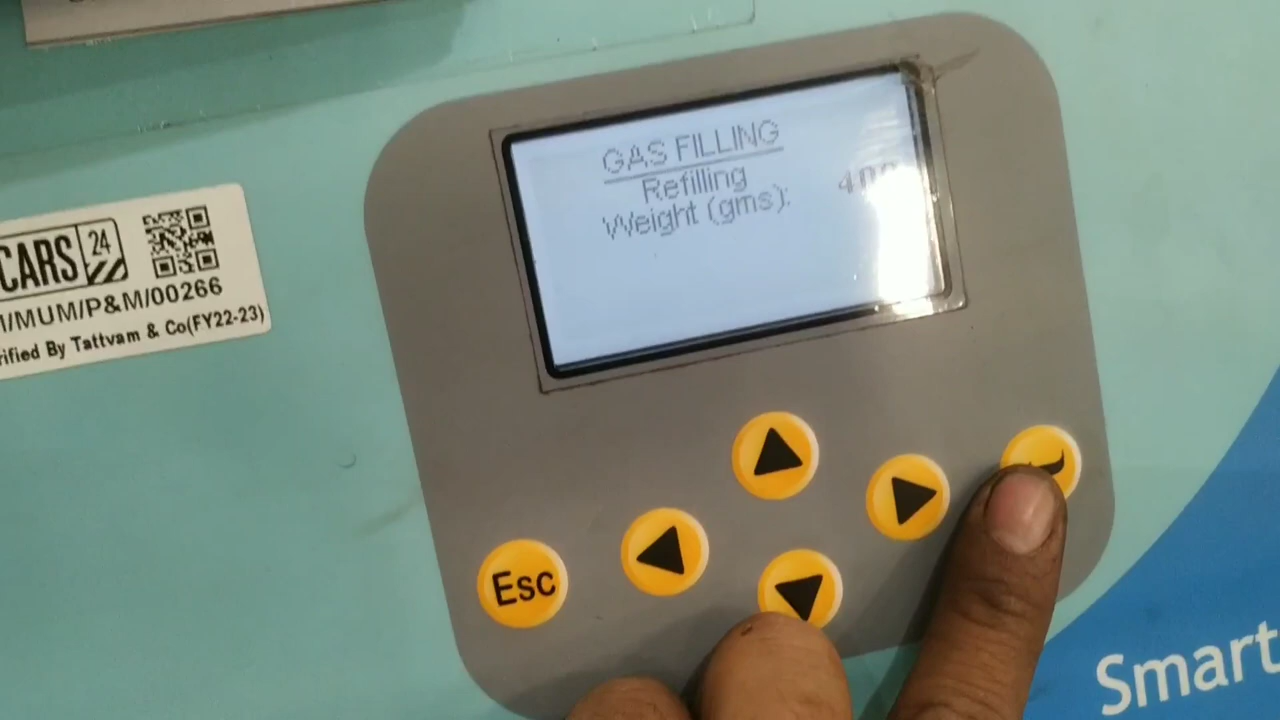 GAS FILLING
Refilling
Weight (gms):
CARS 24
/MUM/P&M/00266
rified By Tattvam & Co(FY22-23)
Esc
Smart